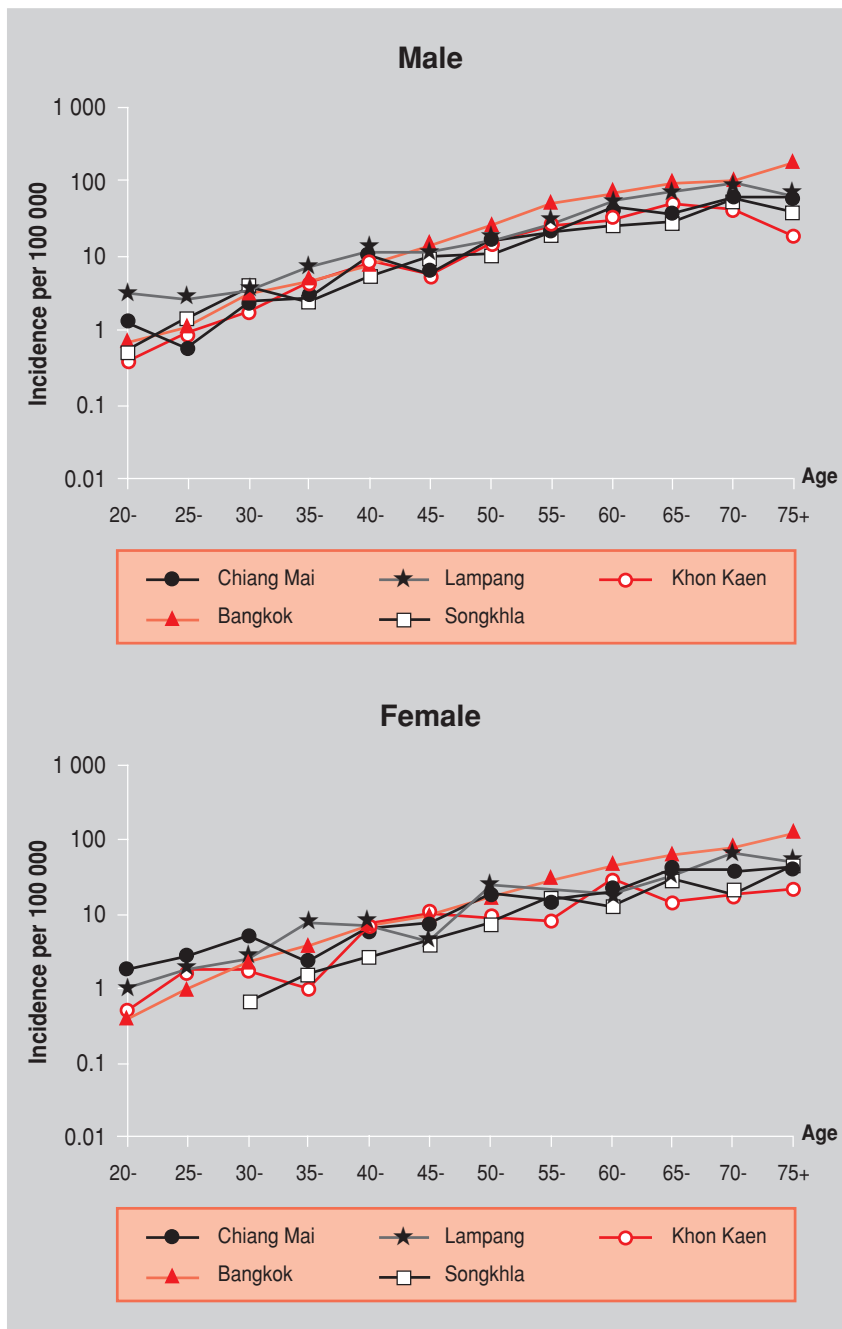 Male
Incidence per 100 000
1 000
100
10
1
0.1
0.01
Age
20- 25- 30- 35- 40- 45- 50- 55- 60- 65- 70- 75+
Chiang Mai Lampang Khon Kaen
Bangkok Songkhla
Female
Incidence per 100 000
1 000
100
10
1
0.1
0.01
Age
20- 25- 30- 35- 40- 45- 50- 55- 60- 65- 70- 75+
Chiang Mai Lampang Khon Kaen
Bangkok Songkhla